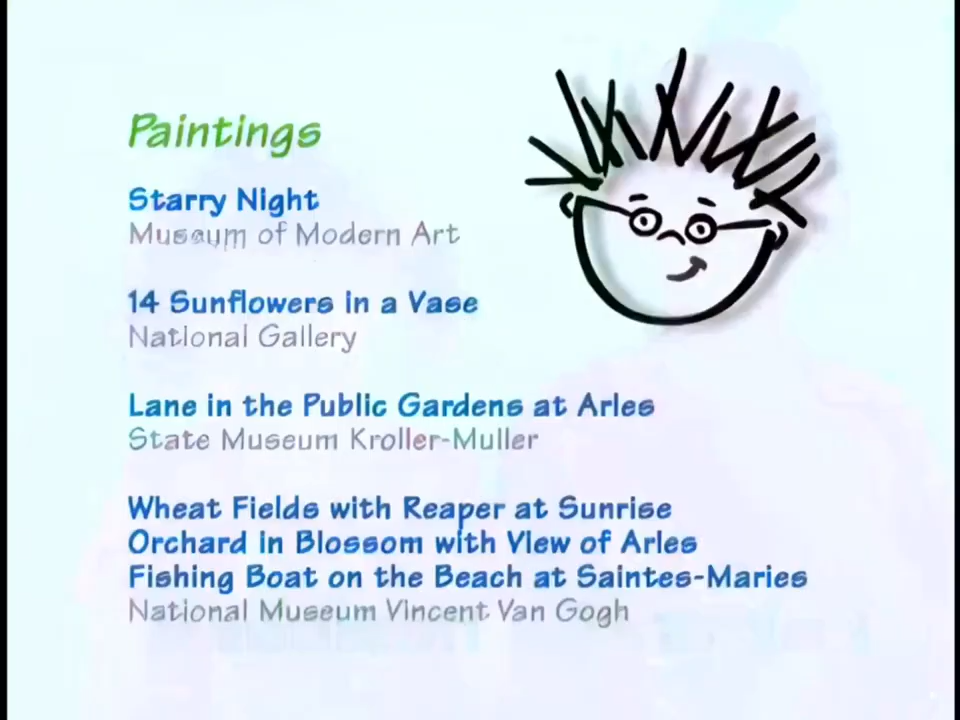 Paintings
Starry Night
Museum of Modern Art
14 Sunflowers in a Vase
National Gallery
Lane in the Public Gardens at Arles
State Museum Kroller-Muller
Wheat Fields with Reaper at Sunrise
Orchard in Blossom with View of Arles
Fishing Boat on the Beach at Saintes-Maries
National Museum Vincent Van Gogh